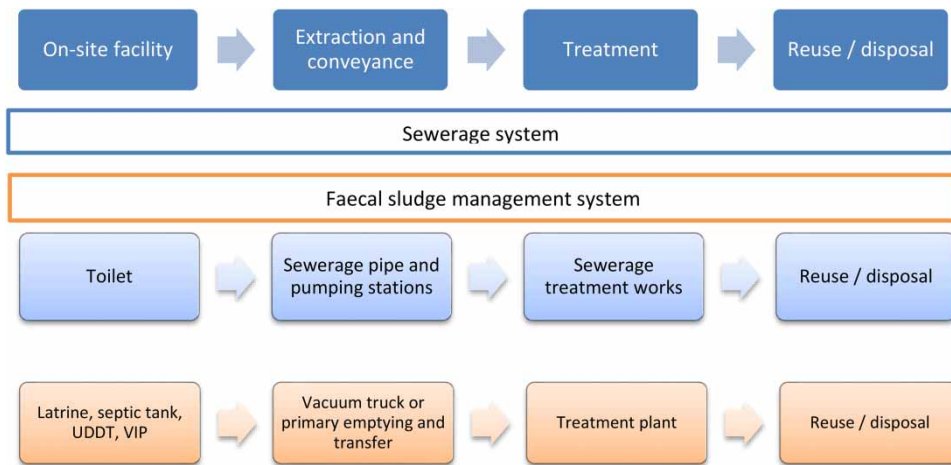 On-site facility
Extraction and
conveyance
Treatment
Reuse / disposal
Sewerage system
Faecal sludge management system
Toilet
Sewerage pipe and
pumping stations
Sewerage
treatment works
Reuse / disposal
Latrine, septic tank,
UDDT, VIP
Vacuum truck or
primary emptying and
transfer
Treatment plant
Reuse / disposal